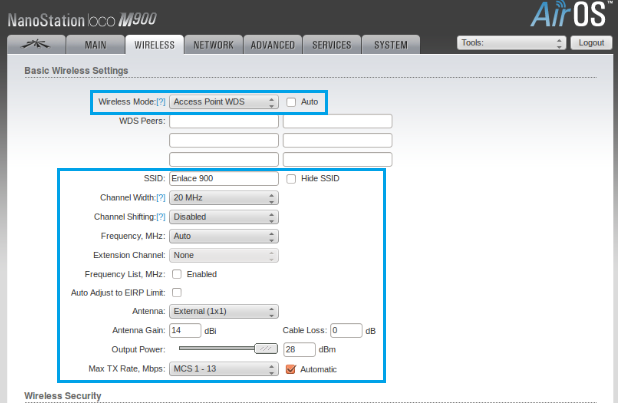 NanoStation loco M900
AirOS™
MAIN WIRELESS NETWORK ADVANCED SERVICES SYSTEM Tools: Logout
Basic Wireless Settings
Wireless Mode:[?] Access Point WDS Auto
WDS Peers:
SSID: Enlace 900 Hide SSID
Channel Width:[?] 20 MHz
Channel Shifting:[?] Disabled
Frequency, MHz: Auto
Extension Channel: None
Frequency List, MHz: Enabled
Auto Adjust to EIRP Limit:
Antenna: External (1x1)
Antenna Gain: 14 dBi Cable Loss: 0 dB
Output Power: 28 dBm
Max TX Rate, Mbps: MCS 1 - 13 Automatic
Wireless Security